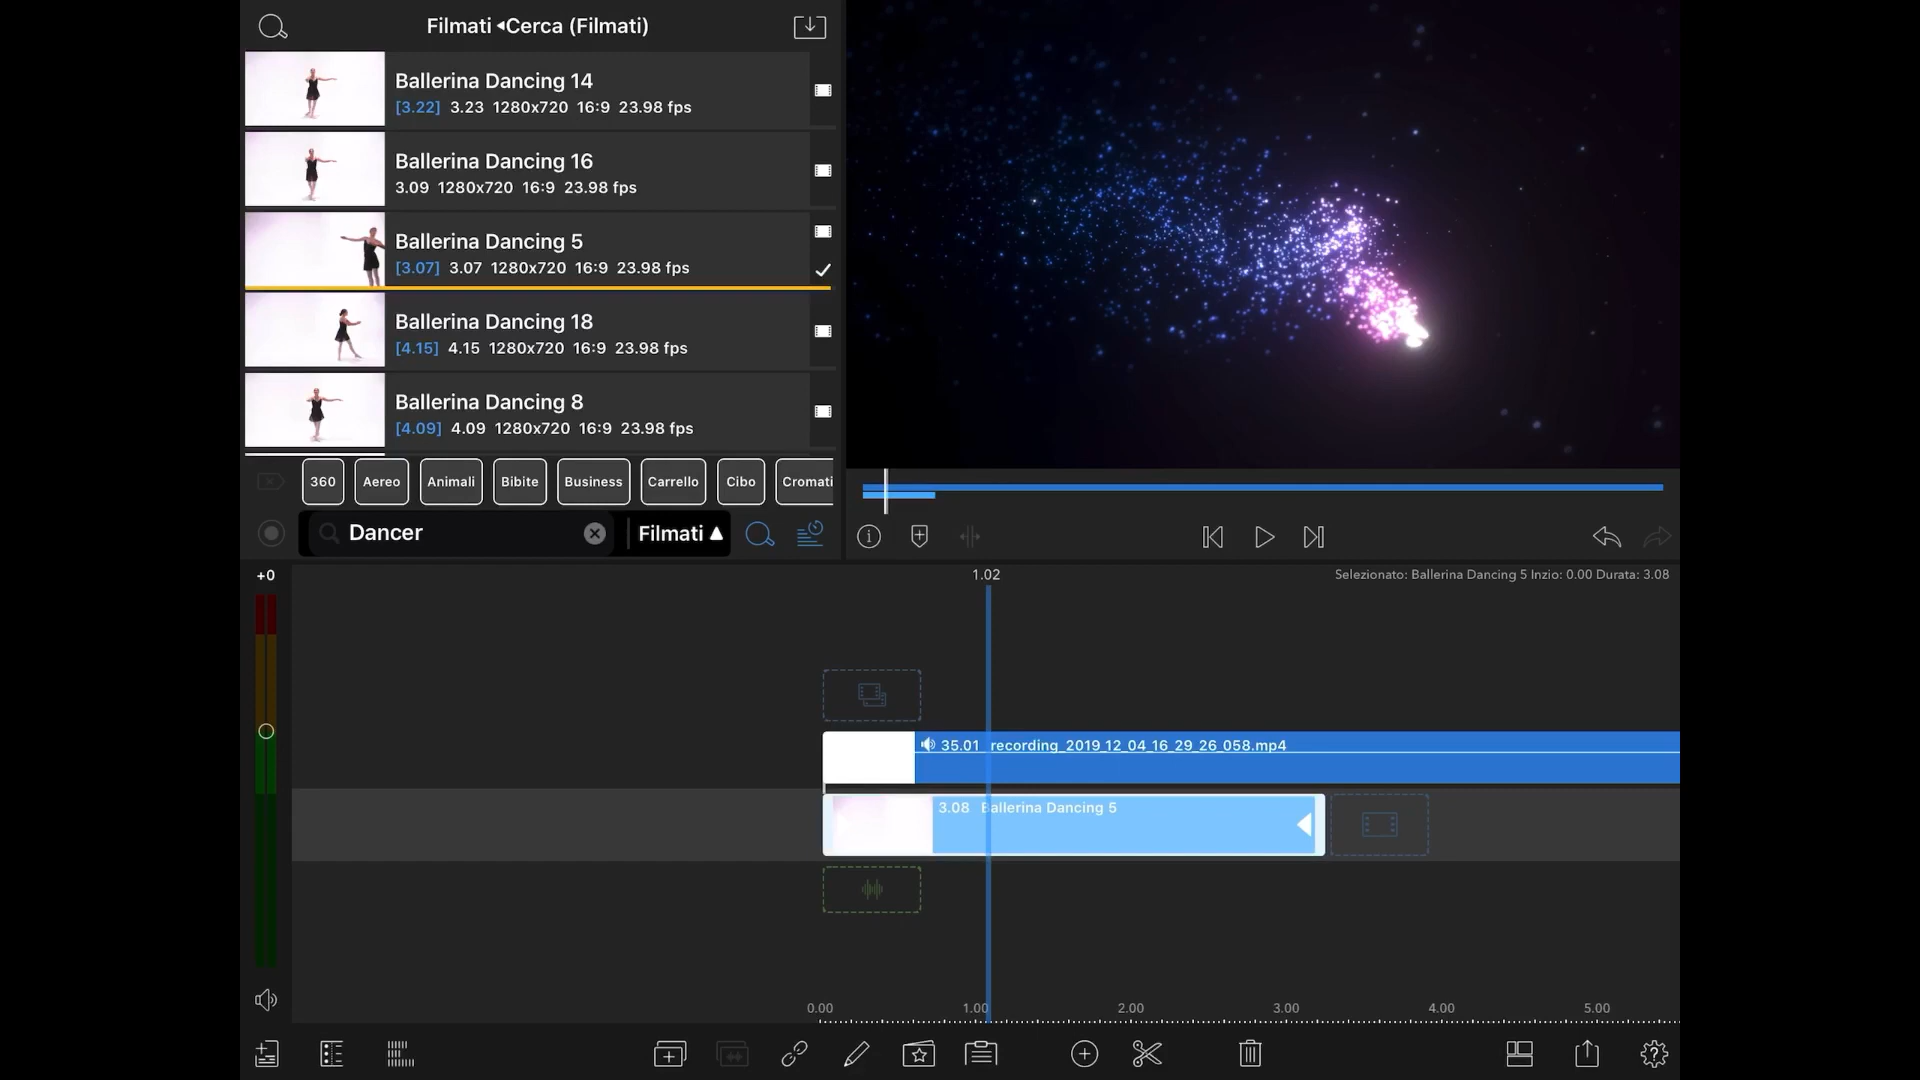 Filmati ◂Cerca (Filmati)
Ballerina Dancing 14
[3.22] 3.23 1280x720 16:9 23.98 fps
Ballerina Dancing 16
3.09 1280x720 16:9 23.98 fps
Ballerina Dancing 5
[3.07] 3.07 1280x720 16:9 23.98 fps
Ballerina Dancing 18
[4.15] 4.15 1280x720 16:9 23.98 fps
Ballerina Dancing 8
[4.09] 4.09 1280x720 16:9 23.98 fps
360 Aereo Animali Bibite Business Carrello Cibo Cromati
Dancer Filmati ▲
+0
1.02
Selezionato: Ballerina Dancing 5 Inzio: 0.00 Durata: 3.08
35.01 recording_2019_12_04_16_29_26_058.mp4
3.08 Ballerina Dancing 5
0.00 1.00 2.00 3.00 4.00 5.00